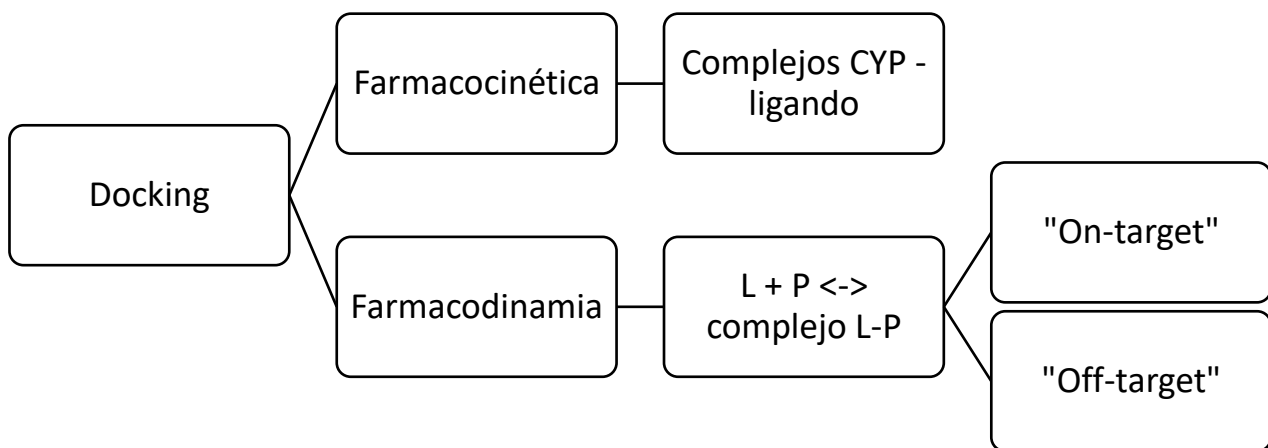 Docking
Farmacocinética
Complejos CYP -
ligando
Farmacodinamia
L + P <->
complejo L-P
"On-target"
"Off-target"